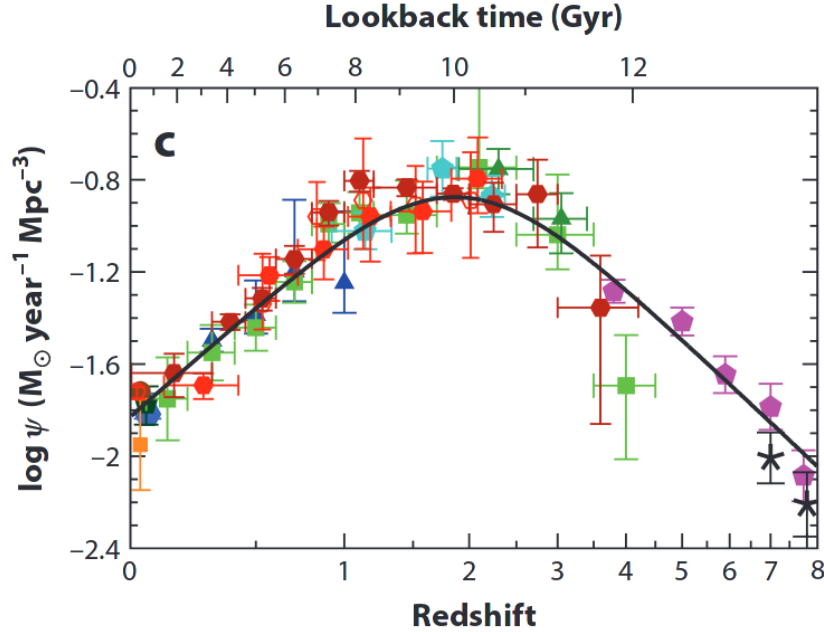 Lookback time (Gyr)
0 2 4 6 8 10 12
c
−0.4
−0.8
−1.2
−1.6
−2
−2.4
log ψ (M⊙ year⁻¹ Mpc⁻³)
0 1 2 3 4 5 6 7 8
Redshift